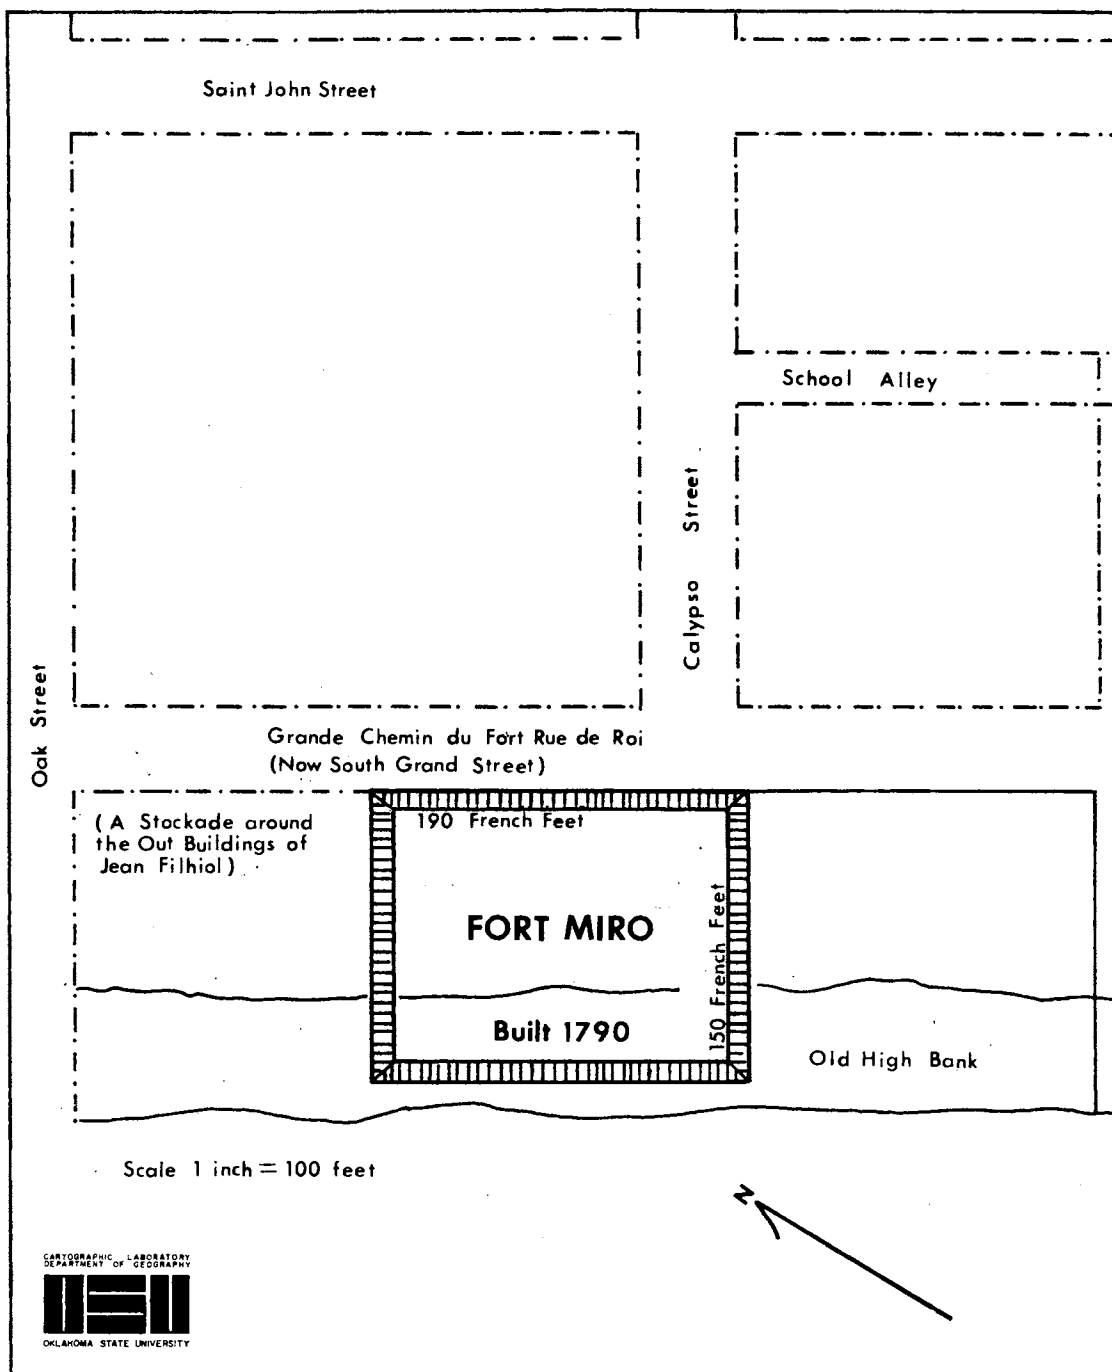 Saint John Street
School Alley
Calypso Street
Oak Street
Grande Chemin du Fort Rue de Roi
(Now South Grand Street)
(A Stockade around
the Out Buildings of
Jean Filhiol)
190 French Feet
150 French Feet
FORT MIRO
Built 1790
Old High Bank
Scale 1 inch = 100 feet
N
CARTOGRAPHIC LABORATORY
DEPARTMENT OF GEOGRAPHY
OSU
OKLAHOMA STATE UNIVERSITY